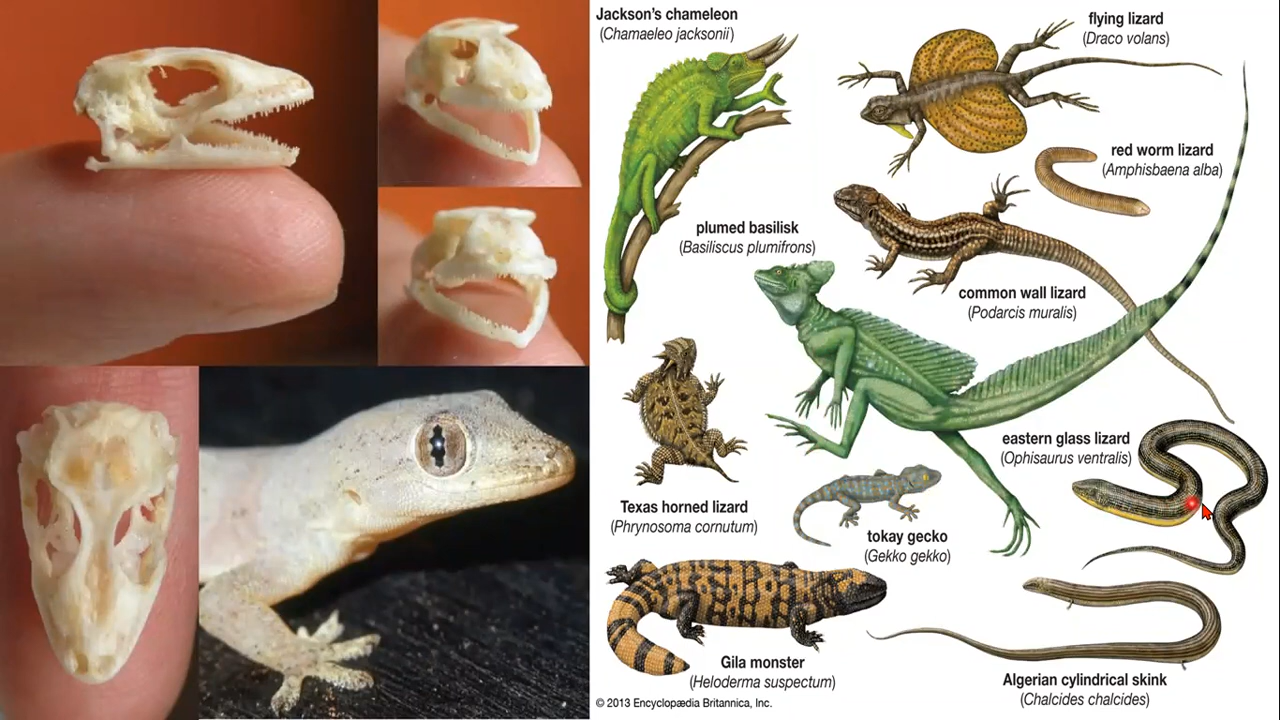 Jackson's chameleon
(Chamaeleo jacksonii)
flying lizard
(Draco volans)
red worm lizard
(Amphisbaena alba)
plumed basilisk
(Basiliscus plumifrons)
common wall lizard
(Podarcis muralis)
eastern glass lizard
(Ophisaurus ventralis)
Texas horned lizard
(Phrynosoma cornutum)
tokay gecko
(Gekko gekko)
Gila monster
(Heloderma suspectum)
Algerian cylindrical skink
(Chalcides chalcides)
© 2013 Encyclopædia Britannica, Inc.